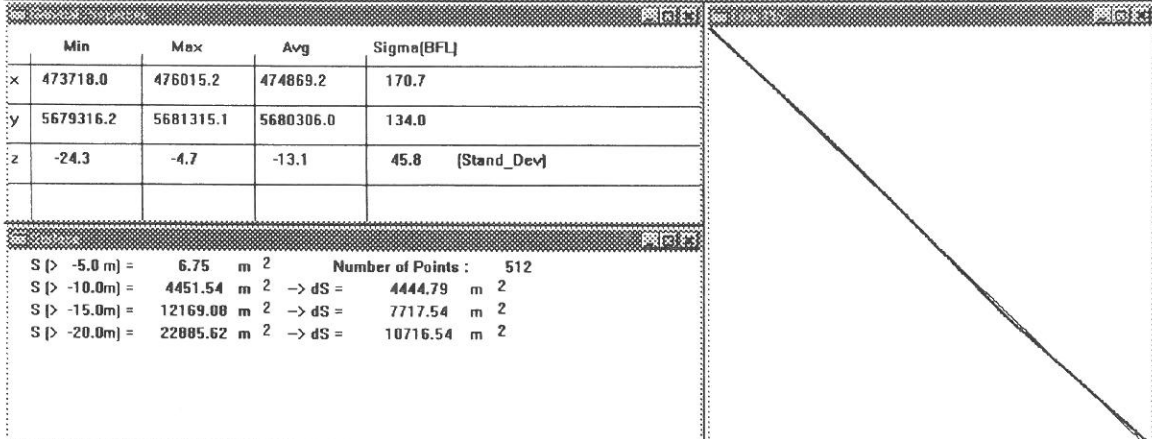 Min Max Avg Sigma(BFL)
x 473718.0 476015.2 474869.2 170.7
y 5679316.2 5681315.1 5680306.0 134.0
z -24.3 -4.7 -13.1 45.8 (Stand_Dev)
S (> -5.0 m) = 6.75 m 2 Number of Points : 512
S (> -10.0m) = 4451.54 m 2 -> dS = 4444.79 m 2
S (> -15.0m) = 12169.08 m 2 -> dS = 7717.54 m 2
S (> -20.0m) = 22885.62 m 2 -> dS = 10716.54 m 2